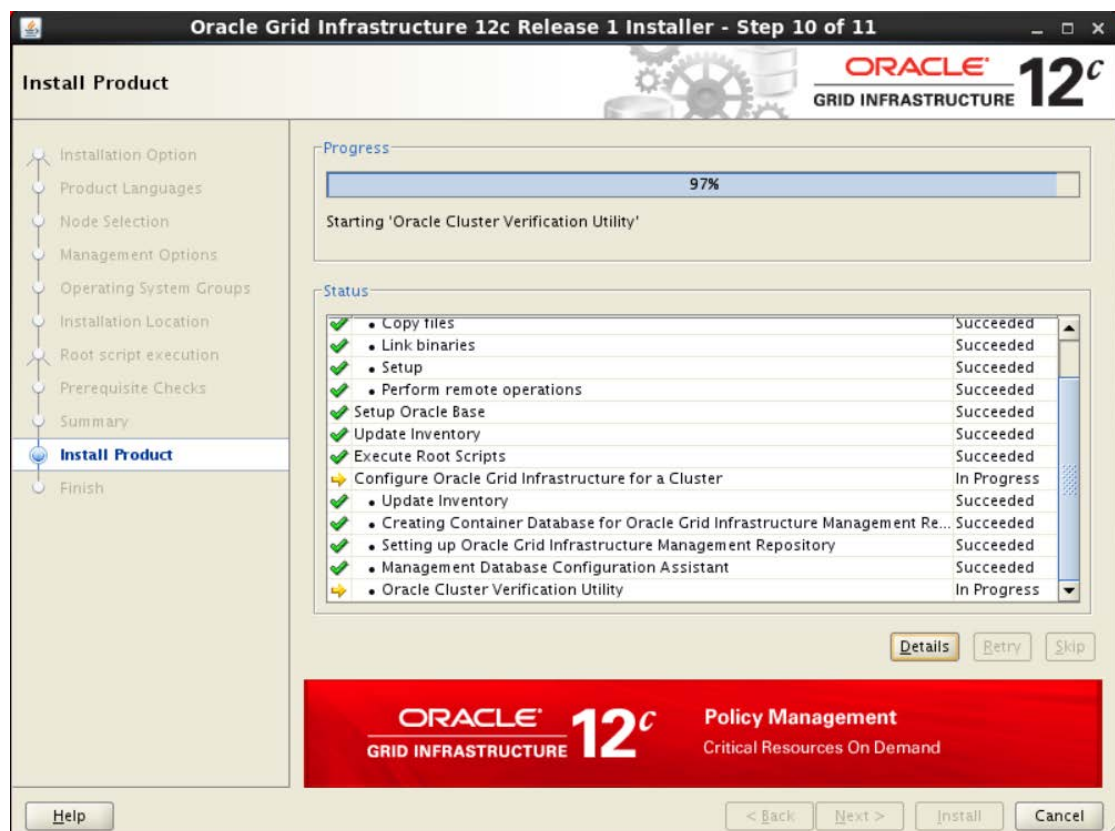 Oracle Grid Infrastructure 12c Release 1 Installer - Step 10 of 11
Install Product
ORACLE®
GRID INFRASTRUCTURE 12c
Installation Option
Product Languages
Node Selection
Management Options
Operating System Groups
Installation Location
Root script execution
Prerequisite Checks
Summary
Install Product
Finish
Progress
97%
Starting 'Oracle Cluster Verification Utility'
Status
• Copy files Succeeded
• Link binaries Succeeded
• Setup Succeeded
• Perform remote operations Succeeded
Setup Oracle Base Succeeded
Update Inventory Succeeded
Execute Root Scripts Succeeded
Configure Oracle Grid Infrastructure for a Cluster In Progress
• Update Inventory Succeeded
• Creating Container Database for Oracle Grid Infrastructure Management Re... Succeeded
• Setting up Oracle Grid Infrastructure Management Repository Succeeded
• Management Database Configuration Assistant Succeeded
• Oracle Cluster Verification Utility In Progress
Details Retry Skip
ORACLE®
GRID INFRASTRUCTURE 12c
Policy Management
Critical Resources On Demand
Help < Back Next > Install Cancel